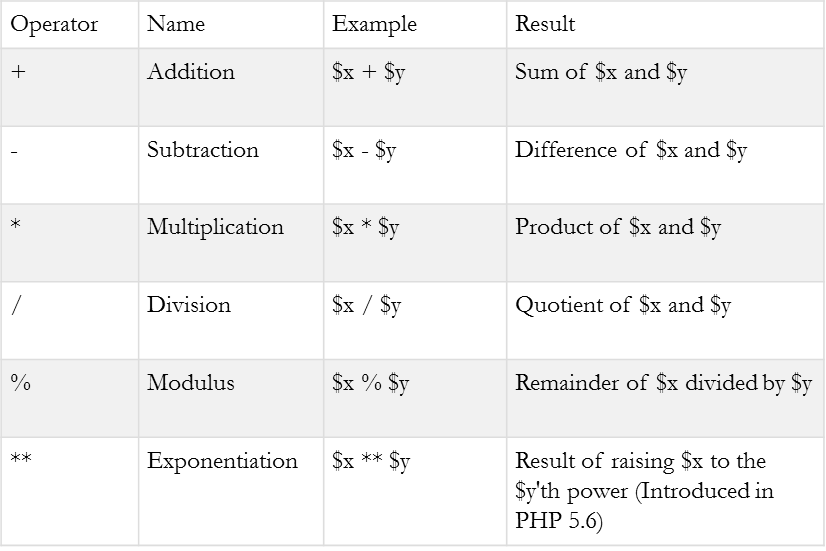 Operator Name Example Result
+ Addition $x + $y Sum of $x and $y
- Subtraction $x - $y Difference of $x and $y
* Multiplication $x * $y Product of $x and $y
/ Division $x / $y Quotient of $x and $y
% Modulus $x % $y Remainder of $x divided by $y
** Exponentiation $x ** $y Result of raising $x to the
$y'th power (Introduced in
PHP 5.6)